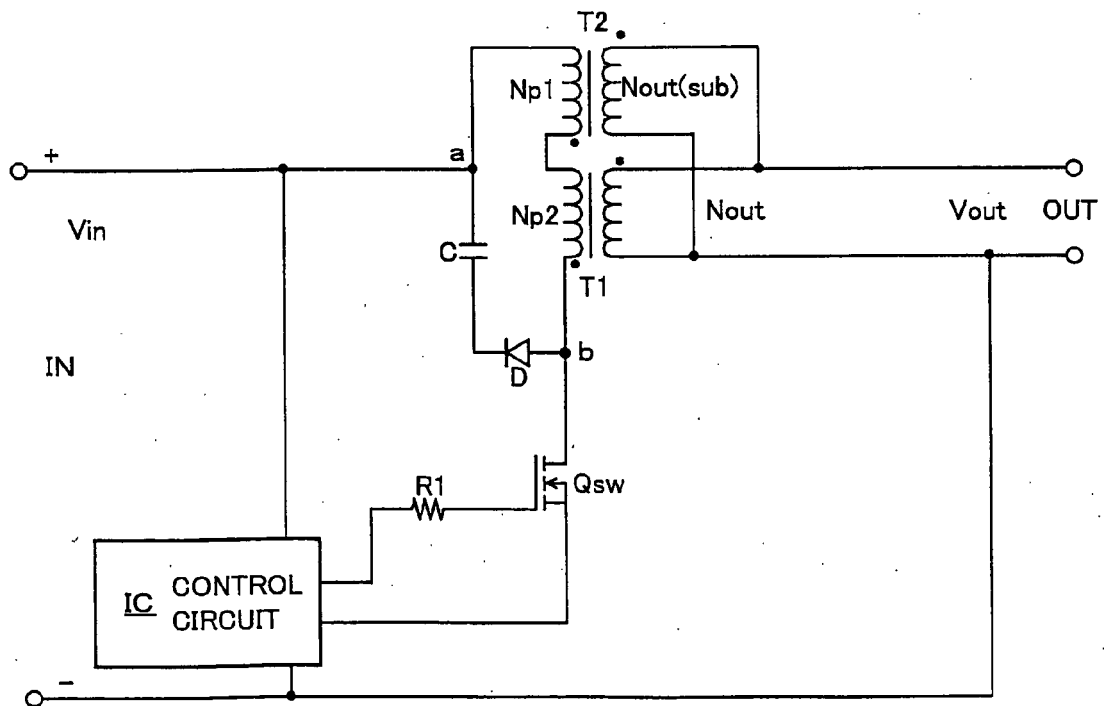 T2
Np1
Nout(sub)
+
a
Vin
Np2
Nout
Vout
OUT
C
T1
IN
b
D
R1
Qsw
IC CONTROL CIRCUIT
-